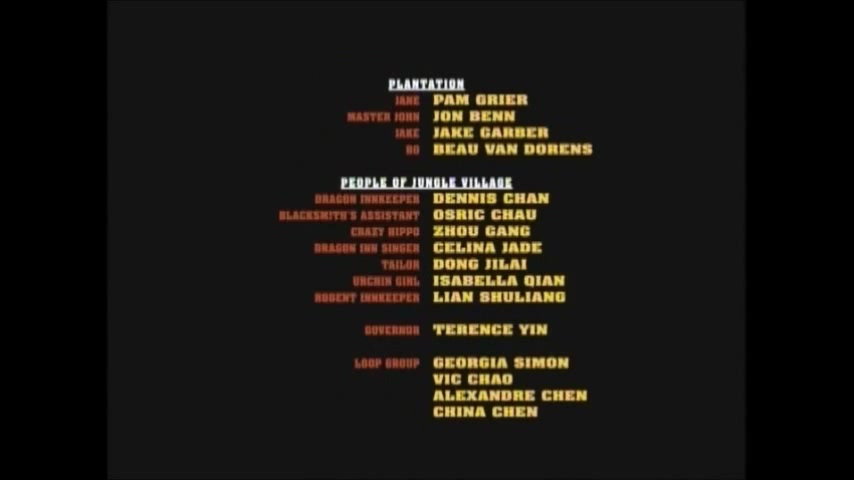 PLANTATION
JANE PAM GRIER
MASTER JOHN JON BENN
JAKE JAKE GARBER
BO BEAU VAN DORENS
PEOPLE OF JUNGLE VILLAGE
DRAGON INNKEEPER DENNIS CHAN
BLACKSMITH'S ASSISTANT OSRIC CHAU
CRAZY HIPPO ZHOU GANG
DRAGON INN SINGER CELINA JADE
TAILOR DONG JILAI
URCHIN GIRL ISABELLA QIAN
RODENT INNKEEPER LIAN SHULIANG
GOVERNOR TERENCE YIN
LOOP GROUP GEORGIA SIMON
VIC CHAO
ALEXANDRE CHEN
CHINA CHEN